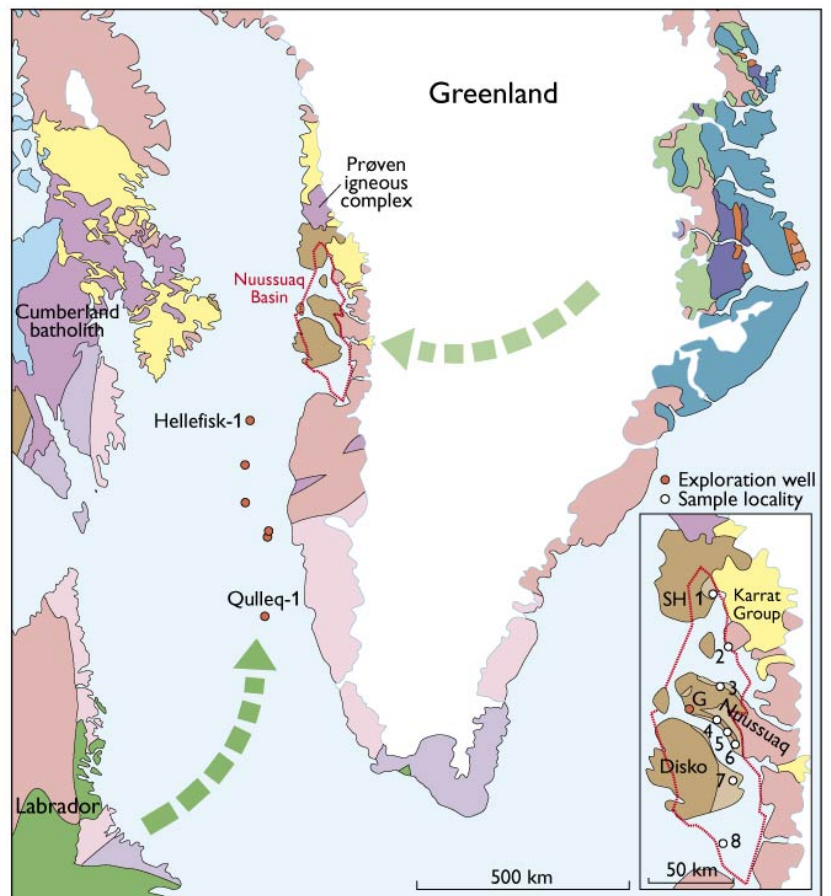 Greenland
Prøven
igneous
complex
Nuussuaq
Basin
Cumberland
batholith
Hellefisk-1
Exploration well
Sample locality
Qulleq-1
Labrador
500 km
SH
1
Karrat
Group
2
3
G
Nuussuaq
4
5
6
Disko
7
8
50 km